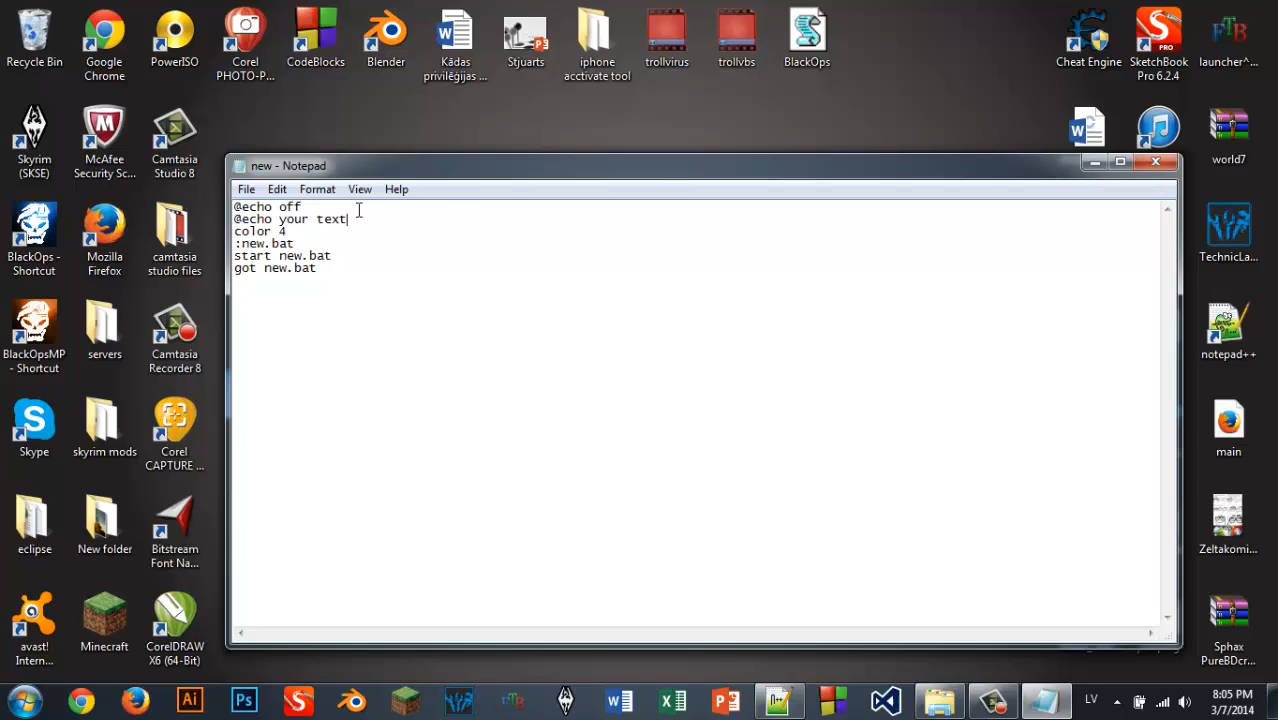 Recycle Bin
Google Chrome
PowerISO
Corel PHOTO-P...
CodeBlocks
Blender
Kādas privilēģijas ...
Stjuarts
iphone acctivate tool
trollvirus
trollvbs
BlackOps
Cheat Engine
SketchBook Pro 6.2.4
launcher^...
Skyrim (SKSE)
McAfee Security Sc...
Camtasia Studio 8
world7
new - Notepad
File Edit Format View Help
@echo off
@echo your text
color 4
:new.bat
start new.bat
got new.bat
BlackOps - Shortcut
Mozilla Firefox
camtasia studio files
TechnicLa...
BlackOpsMP - Shortcut
servers
Camtasia Recorder 8
notepad++
Skype
skyrim mods
Corel CAPTURE ...
main
eclipse
New folder
Bitstream Font Na...
Zeltakomi...
avast! Intern...
Minecraft
CorelDRAW X6 (64-Bit)
Sphax PureBDcr...
LV
8:05 PM
3/7/2014